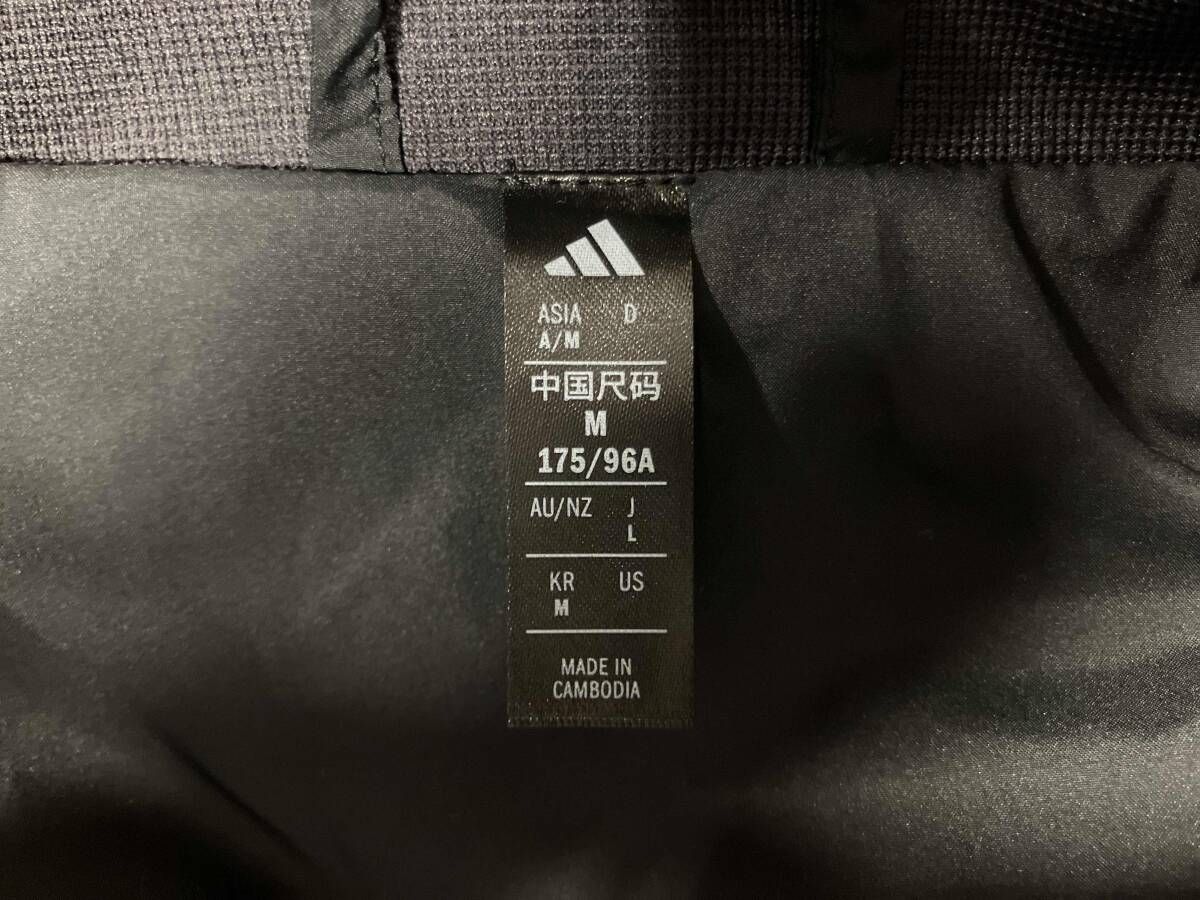 ASIA D
A/M
中国尺码
M
175/96A
AU/NZ J
L
KR US
M
MADE IN
CAMBODIA